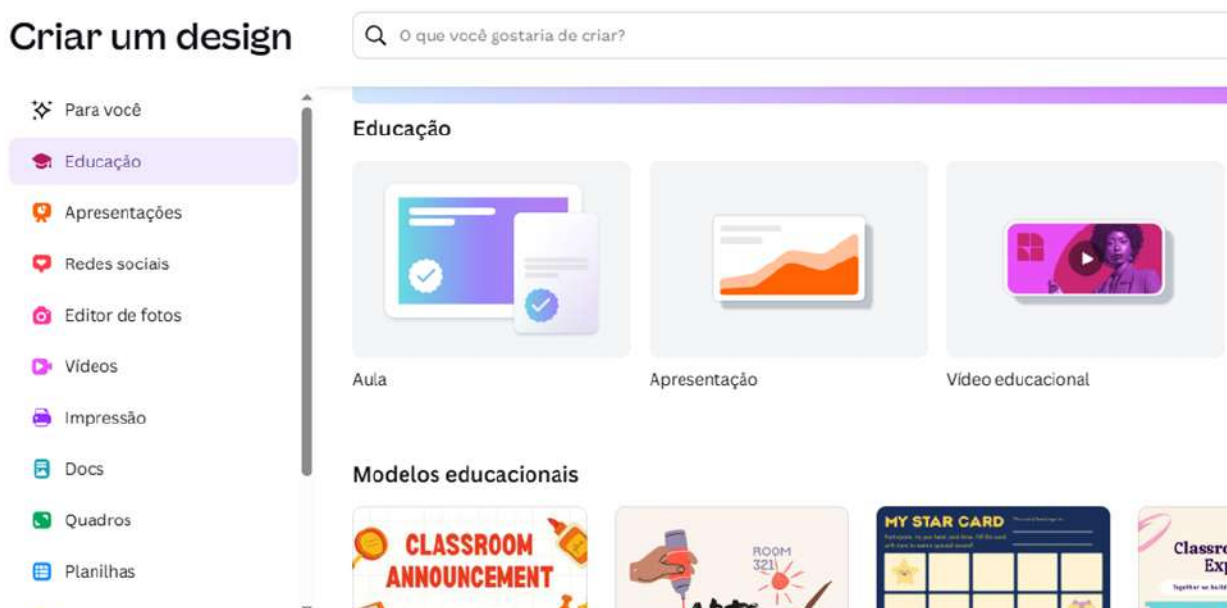 Criar um design
O que você gostaria de criar?
Para você
Educação
Apresentações
Redes sociais
Editor de fotos
Vídeos
Impressão
Docs
Quadros
Planilhas
Educação
Aula
Apresentação
Vídeo educacional
Modelos educacionais
CLASSROOM
ANNOUNCEMENT
ROOM
321
MY STAR CARD